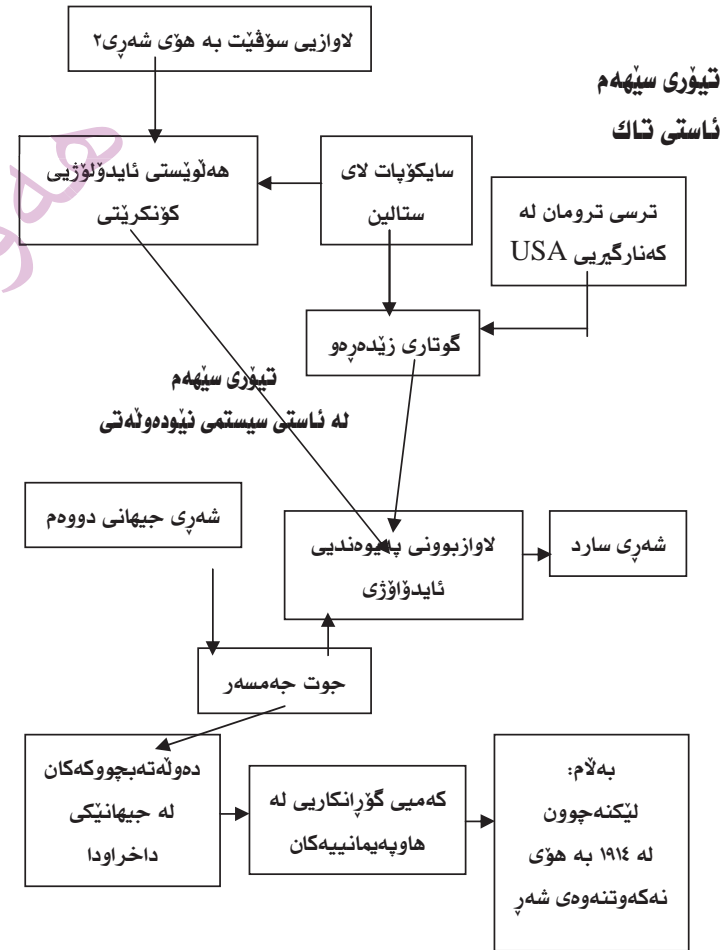 لاوازیی سۆڤێت بە هۆی شەڕی٢
تیۆری سێهەم
ئاستی تاك
هەڵوێستی ئایدۆلۆژیی
کۆنکرێتی
سایکۆپات لای
ستالین
ترسی ترومان لە
کەنارگیریی USA
گوتاری زێدەڕەو
تیۆری سێهەم
لە ئاستی سیستمی نێودەوڵەتی
شەڕی جیهانی دووەم
لاوازبوونی پەیوەندیی
ئایدۆاۆژی
شەڕی سارد
جوت جەمسەر
دەوڵەتەبچووکەکان
لە جیهانێکی
داخراودا
کەمیی گۆڕانکاریی لە
هاوپەیمانییەکان
بەڵام:
لێکنەچوون
لە ١٩١٤ بە هۆی
نەکەوتنەوەی شەڕ